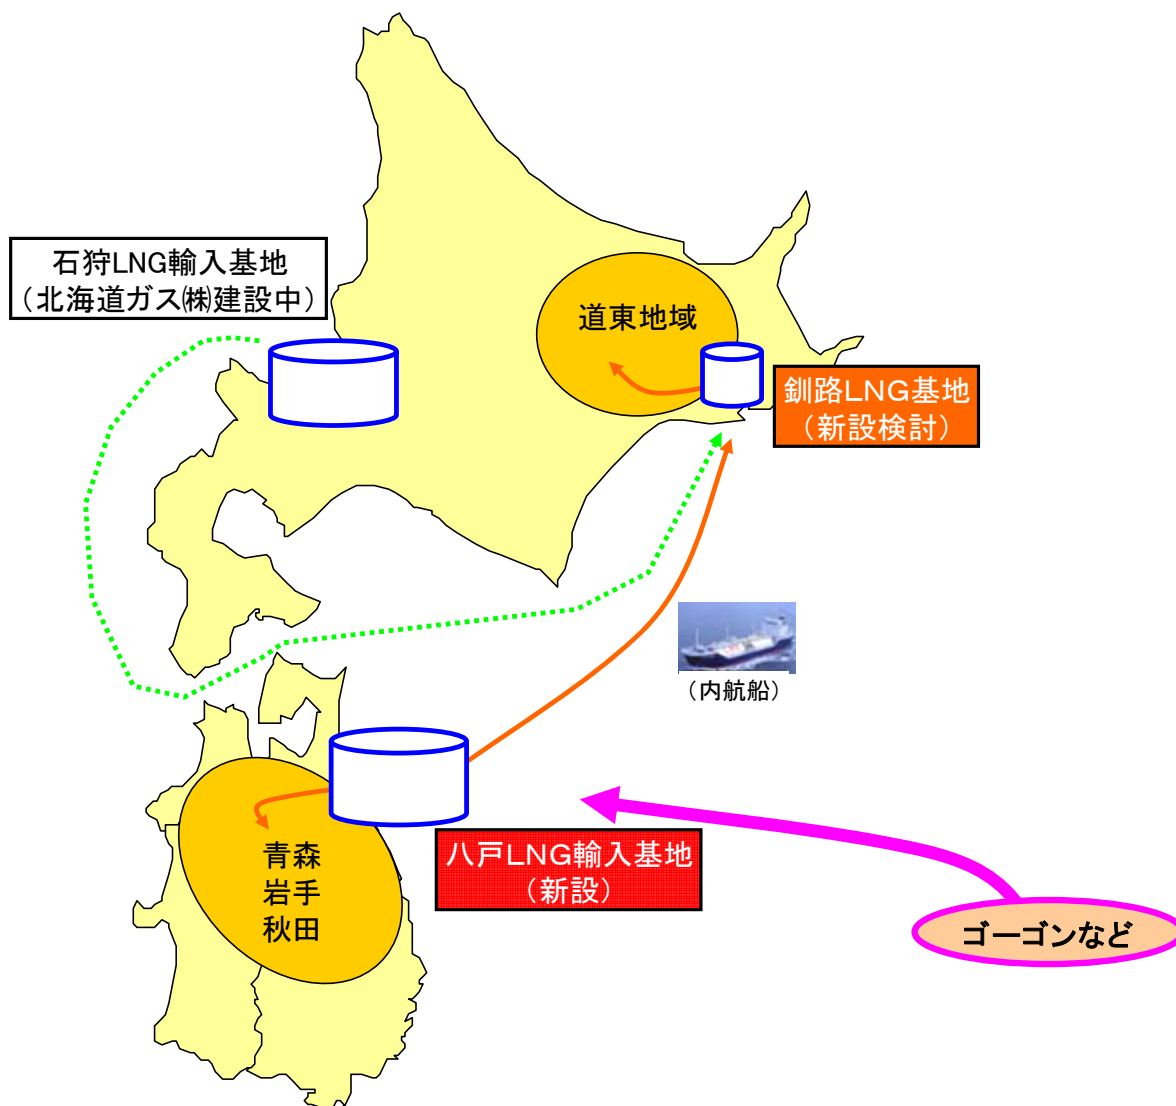 石狩LNG輸入基地
（北海道ガス㈱建設中）
道東地域
釧路LNG基地
（新設検討）
（内航船）
八戸LNG輸入基地
（新設）
青森
岩手
秋田
ゴーゴンなど